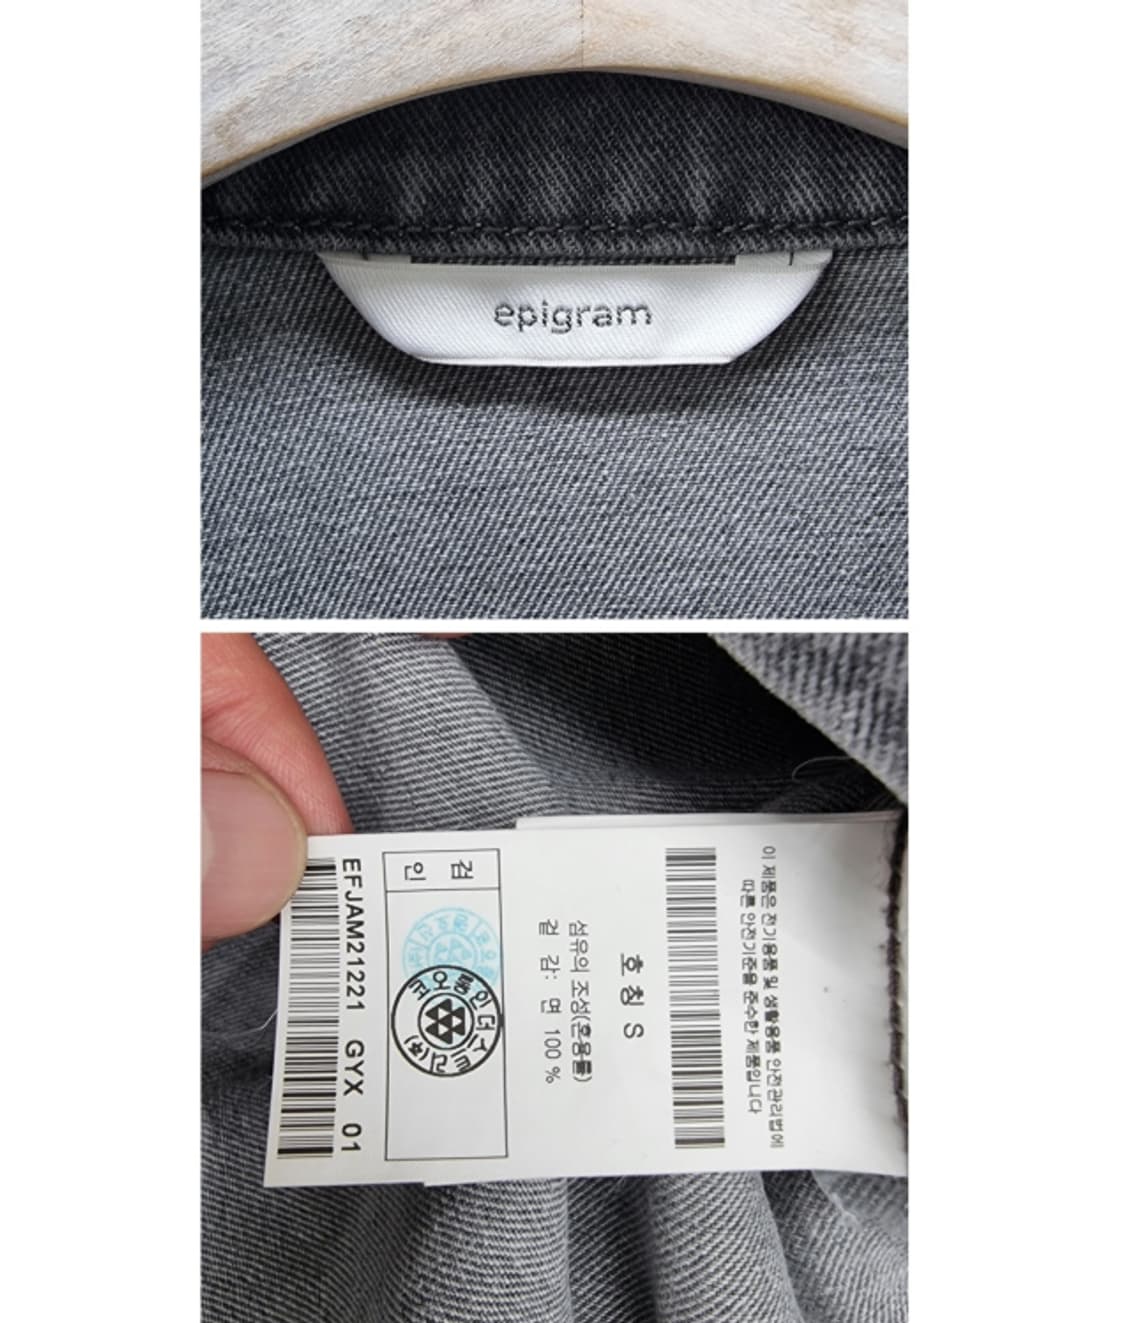 epigram
이 제품은 전기용품 및 생활용품 안전관리법에
따른 안전기준을 준수한 제품입니다
호칭 S
섬유의 조성(혼용률)
겉감: 면 100 %
검 인
코오롱인더스트리(주)
EFJAM21221 GYX 01